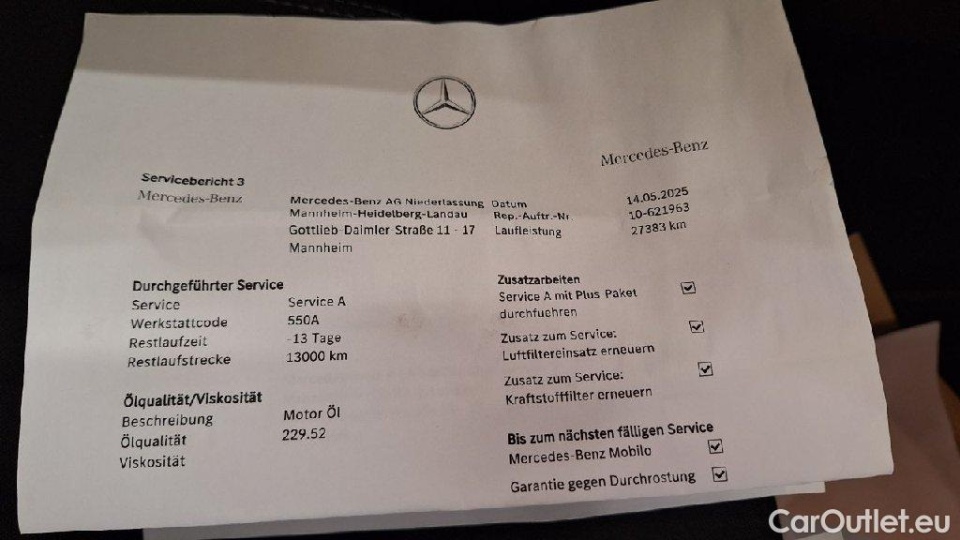 Mercedes-Benz
Servicebericht 3
Mercedes-Benz
Mercedes-Benz AG Niederlassung
Mannheim-Heidelberg-Landau
Gottlieb-Daimler-Straße 11 - 17
Mannheim
Datum 14.05.2025
Rep.-Auftr.-Nr. 10-621963
Laufleistung 27383 km
Durchgeführter Service
Service Service A
Werkstattcode 550A
Restlaufzeit -13 Tage
Restlaufstrecke 13000 km
Ölqualität/Viskosität
Beschreibung Motor Öl
Ölqualität 229.52
Viskosität
Zusatzarbeiten
Service A mit Plus-Paket
durchfuehren
Zusatz zum Service:
Luftfiltereinsatz erneuern
Zusatz zum Service:
Kraftstofffilter erneuern
Bis zum nächsten fälligen Service
Mercedes-Benz Mobilo
Garantie gegen Durchrostung
CarOutlet.eu